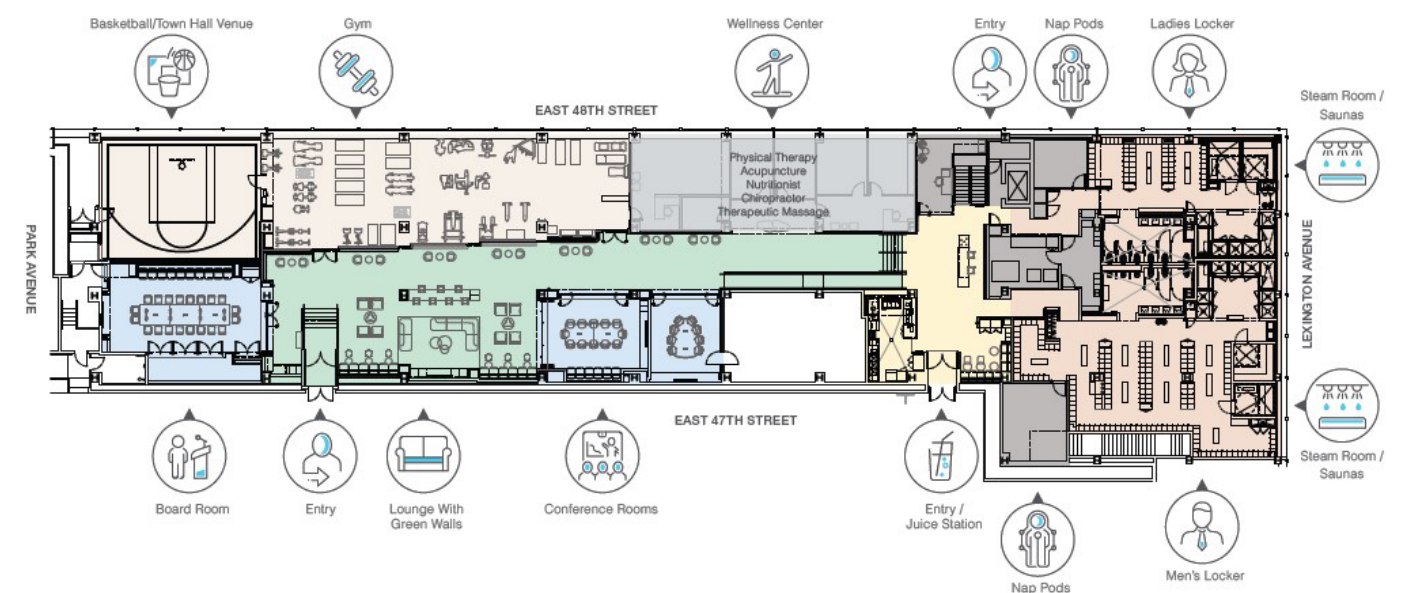 Basketball/Town Hall Venue
Gym
Wellness Center
Entry
Nap Pods
Ladies Locker
Steam Room /
Saunas
EAST 48TH STREET
Physical Therapy
Acupuncture
Nutritionist
Chiropractor
Therapeutic Massage
PARK AVENUE
LEXINGTON AVENUE
EAST 47TH STREET
Board Room
Entry
Lounge With
Green Walls
Conference Rooms
Entry /
Juice Station
Nap Pods
Men's Locker
Steam Room /
Saunas